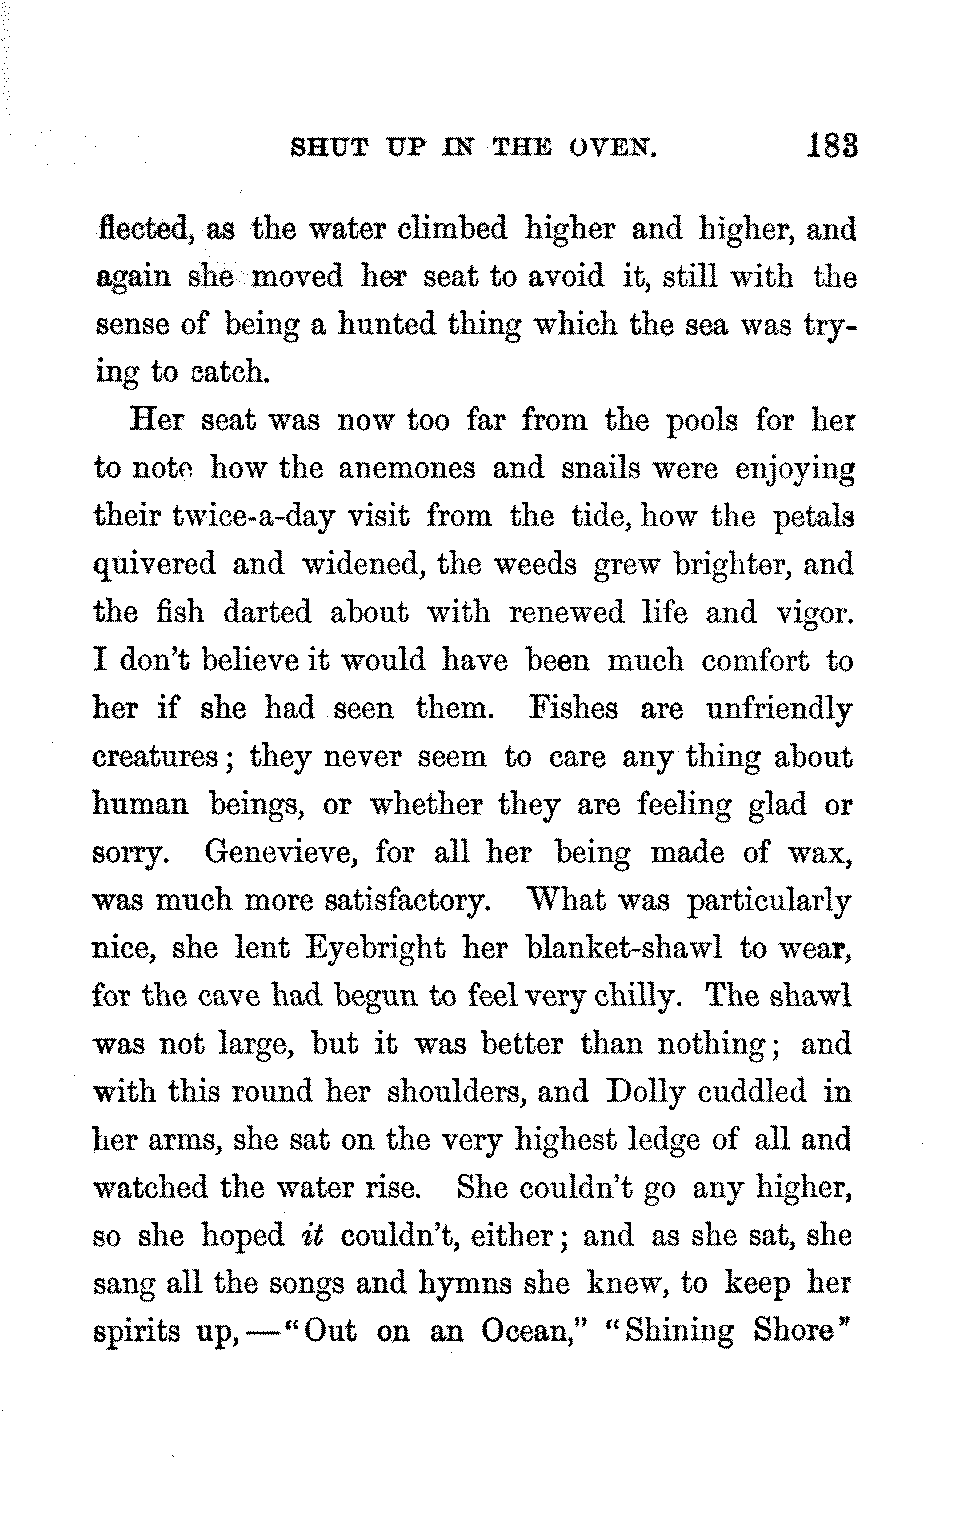 SHUT UP IN THE OVEN. 183
flected, as the water climbed higher and higher, and
again she moved her seat to avoid it, still with the
sense of being a hunted thing which the sea was try-
ing to catch.
Her seat was now too far from the pools for her
to note how the anemones and snails were enjoying
their twice-a-day visit from the tide, how the petals
quivered and widened, the weeds grew brighter, and
the fish darted about with renewed life and vigor.
I don't believe it would have been much comfort to
her if she had seen them. Fishes are unfriendly
creatures; they never seem to care any thing about
human beings, or whether they are feeling glad or
sorry. Genevieve, for all her being made of wax,
was much more satisfactory. What was particularly
nice, she lent Eyebright her blanket-shawl to wear,
for the cave had begun to feel very chilly. The shawl
was not large, but it was better than nothing; and
with this round her shoulders, and Dolly cuddled in
her arms, she sat on the very highest ledge of all and
watched the water rise. She couldn't go any higher,
so she hoped it couldn't, either; and as she sat, she
sang all the songs and hymns she knew, to keep her
spirits up,—"Out on an Ocean," "Shining Shore"